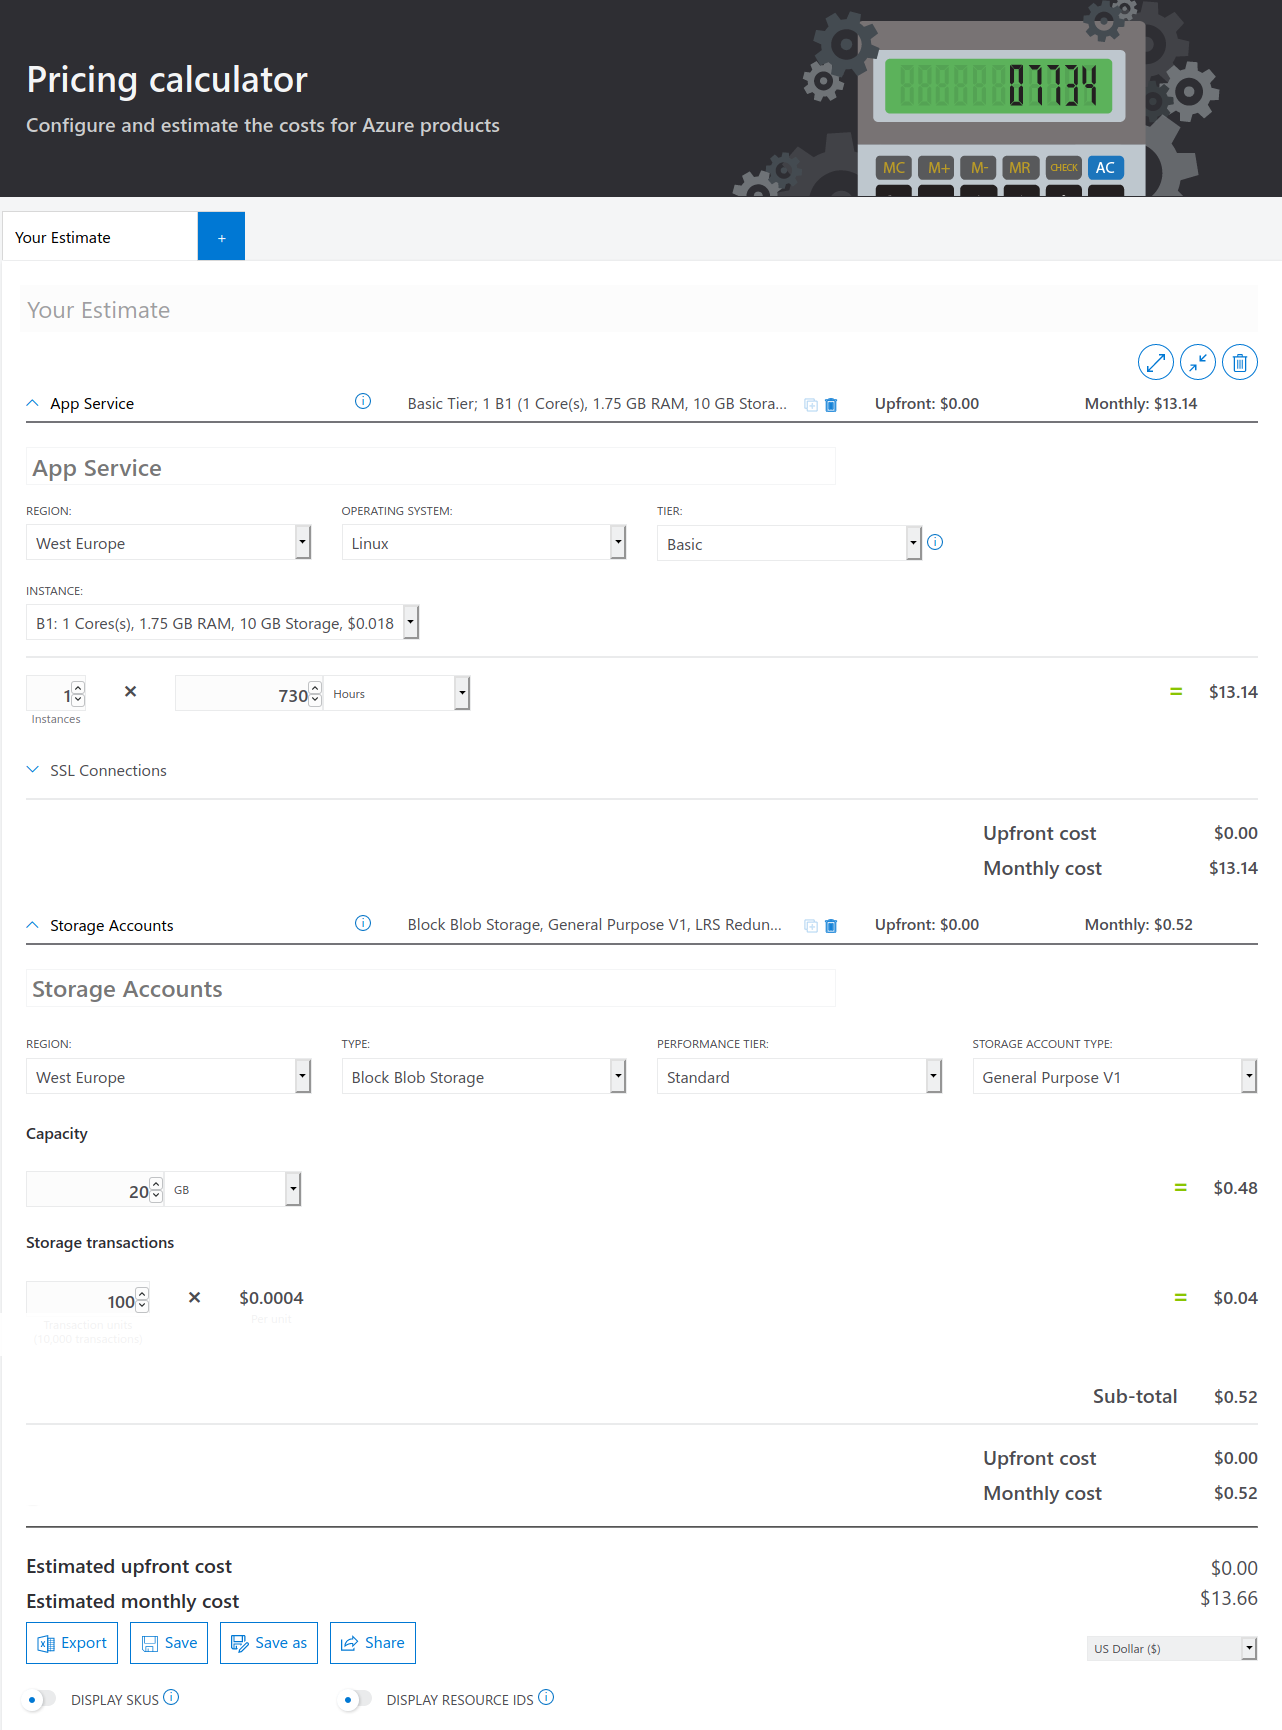 Pricing calculator
Configure and estimate the costs for Azure products
07734
MC M+ M- MR CHECK AC
Your Estimate +
Your Estimate
App Service Basic Tier; 1 B1 (1 Core(s), 1.75 GB RAM, 10 GB Stora... Upfront: $0.00 Monthly: $13.14
App Service
REGION: OPERATING SYSTEM: TIER:
West Europe Linux Basic
INSTANCE:
B1: 1 Cores(s), 1.75 GB RAM, 10 GB Storage, $0.018
1 × 730 Hours = $13.14
Instances
SSL Connections
Upfront cost $0.00
Monthly cost $13.14
Storage Accounts Block Blob Storage, General Purpose V1, LRS Redun... Upfront: $0.00 Monthly: $0.52
Storage Accounts
REGION: TYPE: PERFORMANCE TIER: STORAGE ACCOUNT TYPE:
West Europe Block Blob Storage Standard General Purpose V1
Capacity
20 GB = $0.48
Storage transactions
100 × $0.0004 = $0.04
Transaction units Per unit
(10,000 transactions)
Sub-total $0.52
Upfront cost $0.00
Monthly cost $0.52
Estimated upfront cost $0.00
Estimated monthly cost $13.66
Export Save Save as Share
US Dollar ($)
DISPLAY SKUS DISPLAY RESOURCE IDS